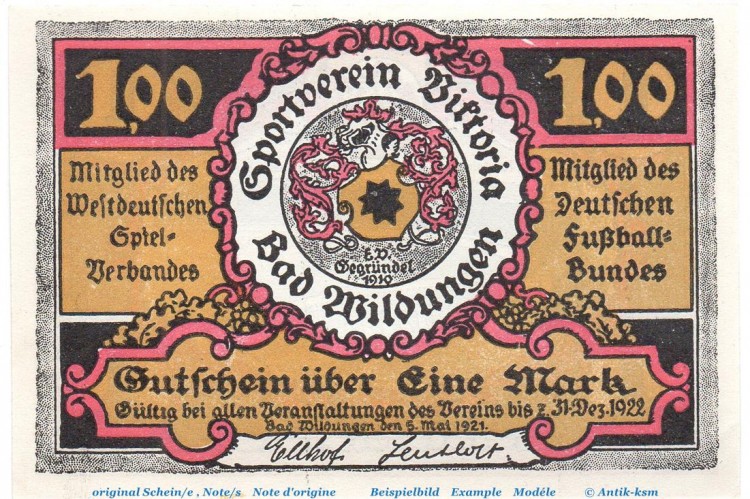 1,00
1,00
Sportverein Viktoria
Bad Wildungen
E.V.
Gegründet
1910
Mitglied des
Westdeutschen
Spiel-
Verbandes
Mitglied des
Deutschen
Fußball-
Bundes
Gutschein über Eine Mark
Gültig bei allen Veranstaltungen des Vereins bis z. 31. Dez. 1922
Bad Wildungen den 5. Mai 1921.
original Schein/e , Note/s Note d'origine Beispielbild Example Modéle © Antik-ksm